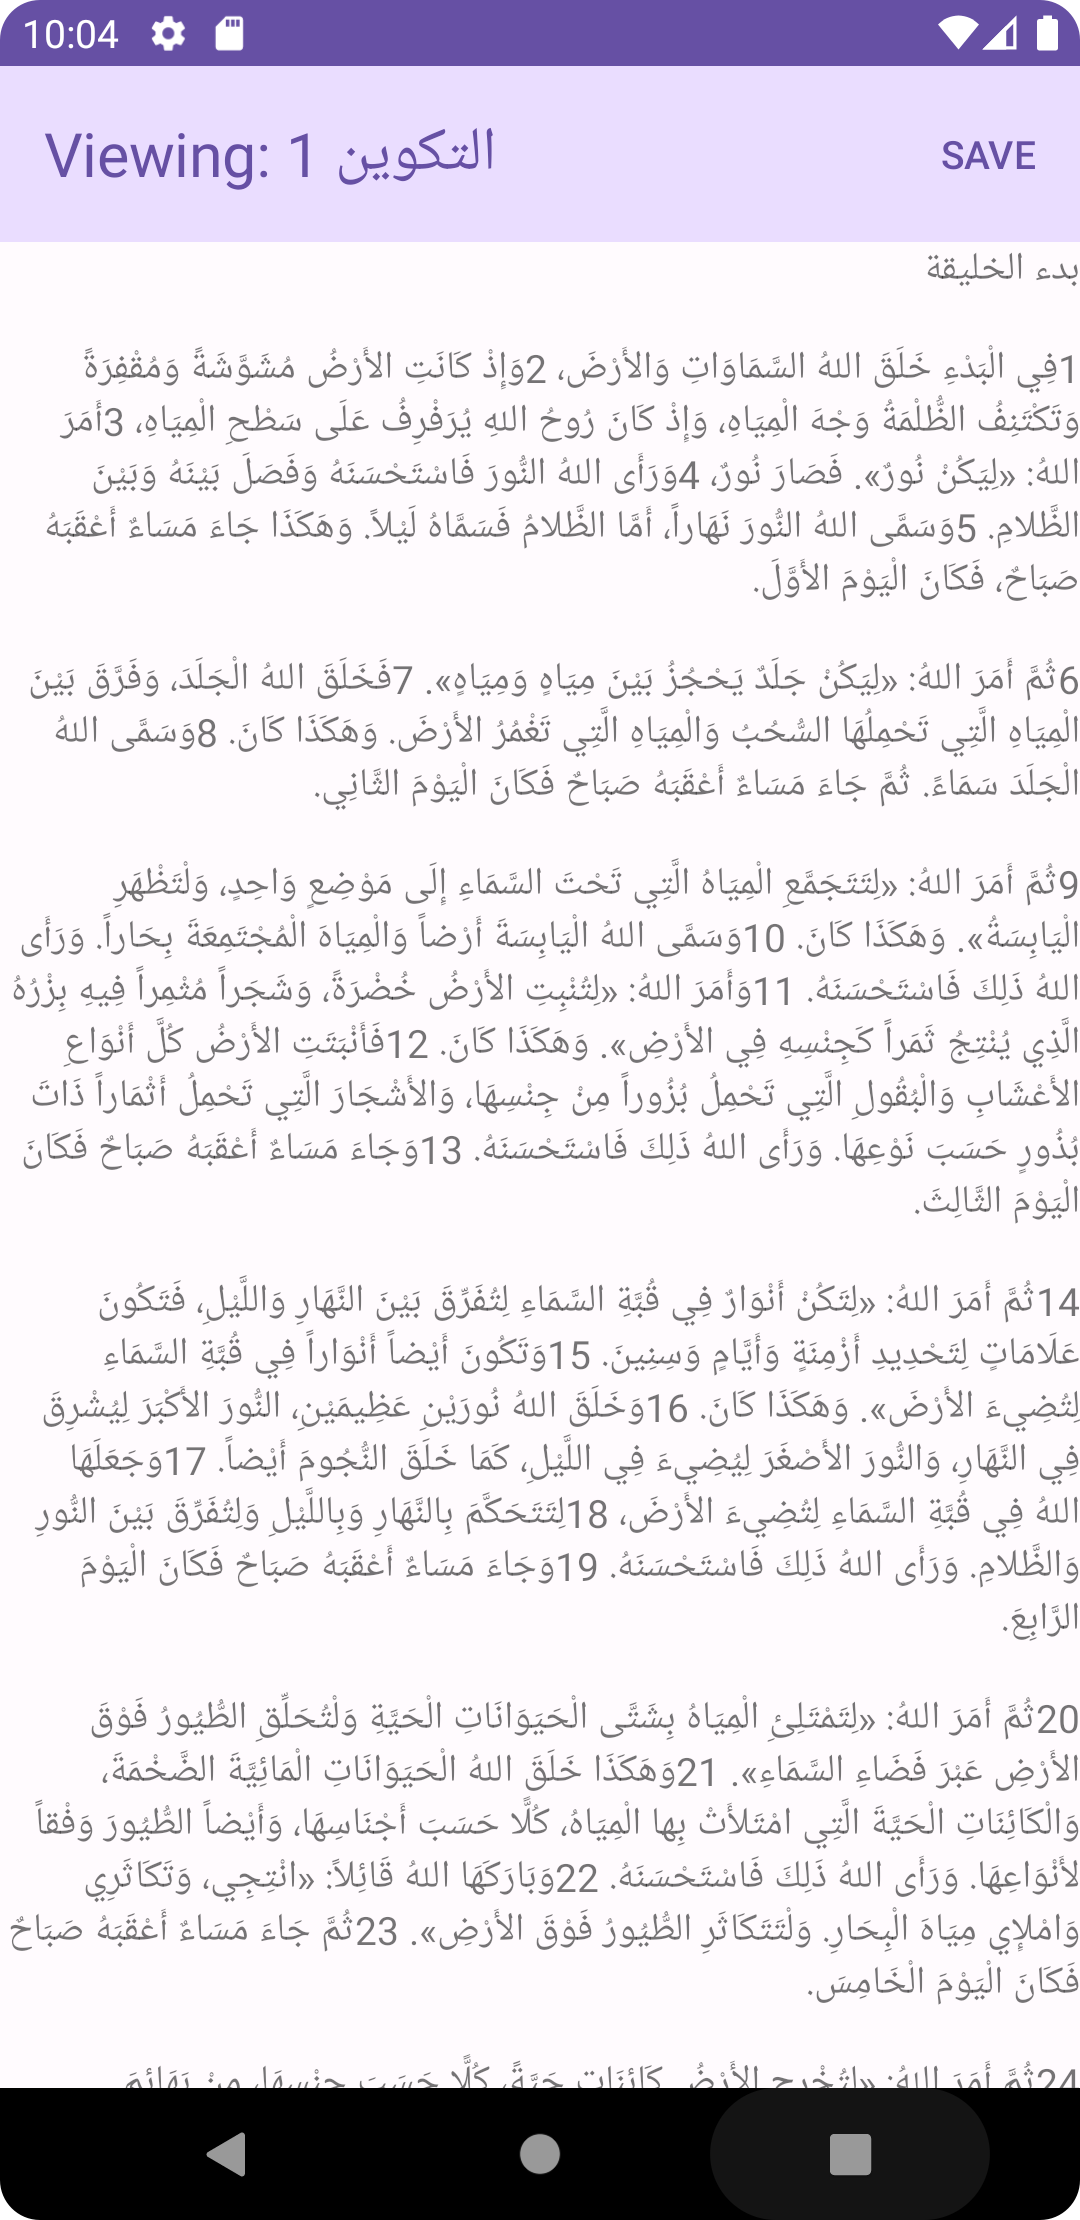 10:04
Viewing: 1 التكوين
SAVE
بدء الخليقة
1فِي الْبَدْءِ خَلَقَ اللهُ السَّمَاوَاتِ وَالأَرْضَ، 2وَإِذْ كَانَتِ الأَرْضُ مُشَوَّشَةً وَمُقْفِرَةً
وَتَكْتَنِفُ الظُّلْمَةُ وَجْهَ الْمِيَاهِ، وَإِذْ كَانَ رُوحُ اللهِ يُرَفْرِفُ عَلَى سَطْحِ الْمِيَاهِ، 3أَمَرَ
اللهُ: «لِيَكُنْ نُورٌ». فَصَارَ نُورٌ، 4وَرَأَى اللهُ النُّورَ فَاسْتَحْسَنَهُ وَفَصَلَ بَيْنَهُ وَبَيْنَ
الظَّلامِ. 5وَسَمَّى اللهُ النُّورَ نَهَاراً، أَمَّا الظَّلامُ فَسَمَّاهُ لَيْلاً. وَهَكَذَا جَاءَ مَسَاءٌ أَعْقَبَهُ
صَبَاحٌ، فَكَانَ الْيَوْمَ الأَوَّلَ.
6ثُمَّ أَمَرَ اللهُ: «لِيَكُنْ جَلَدٌ يَحْجُزُ بَيْنَ مِيَاهٍ وَمِيَاهٍ». 7فَخَلَقَ اللهُ الْجَلَدَ، وَفَرَّقَ بَيْنَ
الْمِيَاهِ الَّتِي تَحْمِلُهَا السُّحُبُ وَالْمِيَاهِ الَّتِي تَغْمُرُ الأَرْضَ. وَهَكَذَا كَانَ. 8وَسَمَّى اللهُ
الْجَلَدَ سَمَاءً. ثُمَّ جَاءَ مَسَاءٌ أَعْقَبَهُ صَبَاحٌ فَكَانَ الْيَوْمَ الثَّانِي.
9ثُمَّ أَمَرَ اللهُ: «لِتَتَجَمَّعِ الْمِيَاهُ الَّتِي تَحْتَ السَّمَاءِ إِلَى مَوْضِعٍ وَاحِدٍ، وَلْتَظْهَرِ
الْيَابِسَةُ». وَهَكَذَا كَانَ. 10وَسَمَّى اللهُ الْيَابِسَةَ أَرْضاً وَالْمِيَاهَ الْمُجْتَمِعَةَ بِحَاراً. وَرَأَى
اللهُ ذَلِكَ فَاسْتَحْسَنَهُ. 11وَأَمَرَ اللهُ: «لِتُنْبِتِ الأَرْضُ خُضْرَةً، وَشَجَراً مُثْمِراً فِيهِ بِزْرُهُ
الَّذِي يُنْتِجُ ثَمَراً كَجِنْسِهِ فِي الأَرْضِ». وَهَكَذَا كَانَ. 12فَأَنْبَتَتِ الأَرْضُ كُلَّ أَنْوَاعِ
الأَعْشَابِ وَالْبُقُولِ الَّتِي تَحْمِلُ بُزُوراً مِنْ جِنْسِهَا، وَالأَشْجَارَ الَّتِي تَحْمِلُ أَثْمَاراً ذَاتَ
بُذُورٍ حَسَبَ نَوْعِهَا. وَرَأَى اللهُ ذَلِكَ فَاسْتَحْسَنَهُ. 13وَجَاءَ مَسَاءٌ أَعْقَبَهُ صَبَاحٌ فَكَانَ
الْيَوْمَ الثَّالِثَ.
14ثُمَّ أَمَرَ اللهُ: «لِتَكُنْ أَنْوَارٌ فِي قُبَّةِ السَّمَاءِ لِتُفَرِّقَ بَيْنَ النَّهَارِ وَاللَّيْلِ، فَتَكُونَ
عَلَامَاتٍ لِتَحْدِيدِ أَزْمِنَةٍ وَأَيَّامٍ وَسِنِينَ. 15وَتَكُونَ أَيْضاً أَنْوَاراً فِي قُبَّةِ السَّمَاءِ
لِتُضِيءَ الأَرْضَ». وَهَكَذَا كَانَ. 16وَخَلَقَ اللهُ نُورَيْنِ عَظِيمَيْنِ، النُّورَ الأَكْبَرَ لِيُشْرِقَ
فِي النَّهَارِ، وَالنُّورَ الأَصْغَرَ لِيُضِيءَ فِي اللَّيْلِ، كَمَا خَلَقَ النُّجُومَ أَيْضاً. 17وَجَعَلَهَا
اللهُ فِي قُبَّةِ السَّمَاءِ لِتُضِيءَ الأَرْضَ، 18لِتَتَحَكَّمَ بِالنَّهَارِ وَبِاللَّيْلِ وَلِتُفَرِّقَ بَيْنَ النُّورِ
وَالظَّلامِ. وَرَأَى اللهُ ذَلِكَ فَاسْتَحْسَنَهُ. 19وَجَاءَ مَسَاءٌ أَعْقَبَهُ صَبَاحٌ فَكَانَ الْيَوْمَ
الرَّابِعَ.
20ثُمَّ أَمَرَ اللهُ: «لِتَمْتَلِئِ الْمِيَاهُ بِشَتَّى الْحَيَوَانَاتِ الْحَيَّةِ وَلْتُحَلِّقِ الطُّيُورُ فَوْقَ
الأَرْضِ عَبْرَ فَضَاءِ السَّمَاءِ». 21وَهَكَذَا خَلَقَ اللهُ الْحَيَوَانَاتِ الْمَائِيَّةَ الضَّخْمَةَ،
وَالْكَائِنَاتِ الْحَيَّةَ الَّتِي امْتَلأَتْ بِها الْمِيَاهُ، كُلًّا حَسَبَ أَجْنَاسِهَا، وَأَيْضاً الطُّيُورَ وَفْقاً
لأَنْوَاعِهَا. وَرَأَى اللهُ ذَلِكَ فَاسْتَحْسَنَهُ. 22وَبَارَكَهَا اللهُ قَائِلاً: «انْتِجِي، وَتَكَاثَرِي
وَامْلإِي مِيَاهَ الْبِحَارِ. وَلْتَتَكَاثَرِ الطُّيُورُ فَوْقَ الأَرْضِ». 23ثُمَّ جَاءَ مَسَاءٌ أَعْقَبَهُ صَبَاحٌ
فَكَانَ الْيَوْمَ الْخَامِسَ.
24ثُمَّ أَمَرَ اللهُ: «لِتُخْرِجِ الأَرْضُ كَائِنَاتٍ حَيَّةً، كُلًّا حَسَبَ جِنْسِهَا، مِنْ بَهَائِمَ